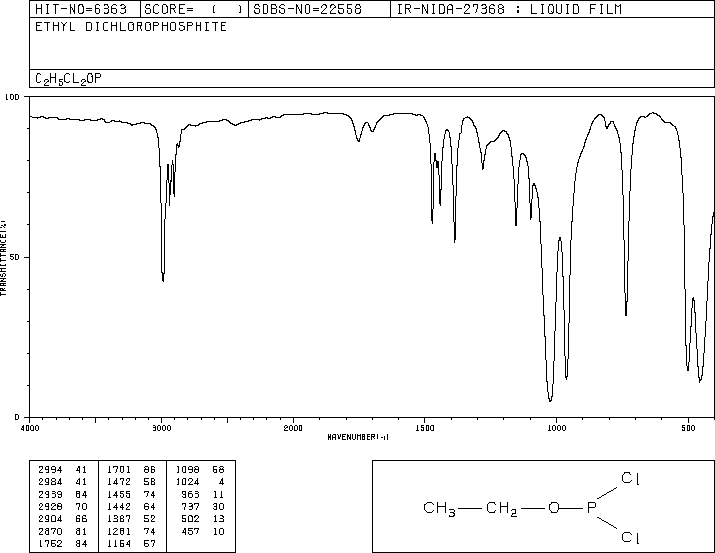 HIT-NO=6363 SCORE= ( ) SDBS-NO=22558 IR-NIDA-27368 : LIQUID FILM
ETHYL DICHLOROPHOSPHITE
C2H5CL2OP
100
50
0
TRANSMITTANCE(%)
4000 3000 2000 1500 1000 500
WAVENUMBER(-1)
2994 41 1701 86 1098 58
2984 41 1472 58 1024 4
2939 84 1455 74 963 11
2928 70 1442 64 737 30
2904 66 1387 52 502 13
2870 81 1281 74 457 10
1752 84 1154 57
Cl
CH3 CH2 O P
Cl